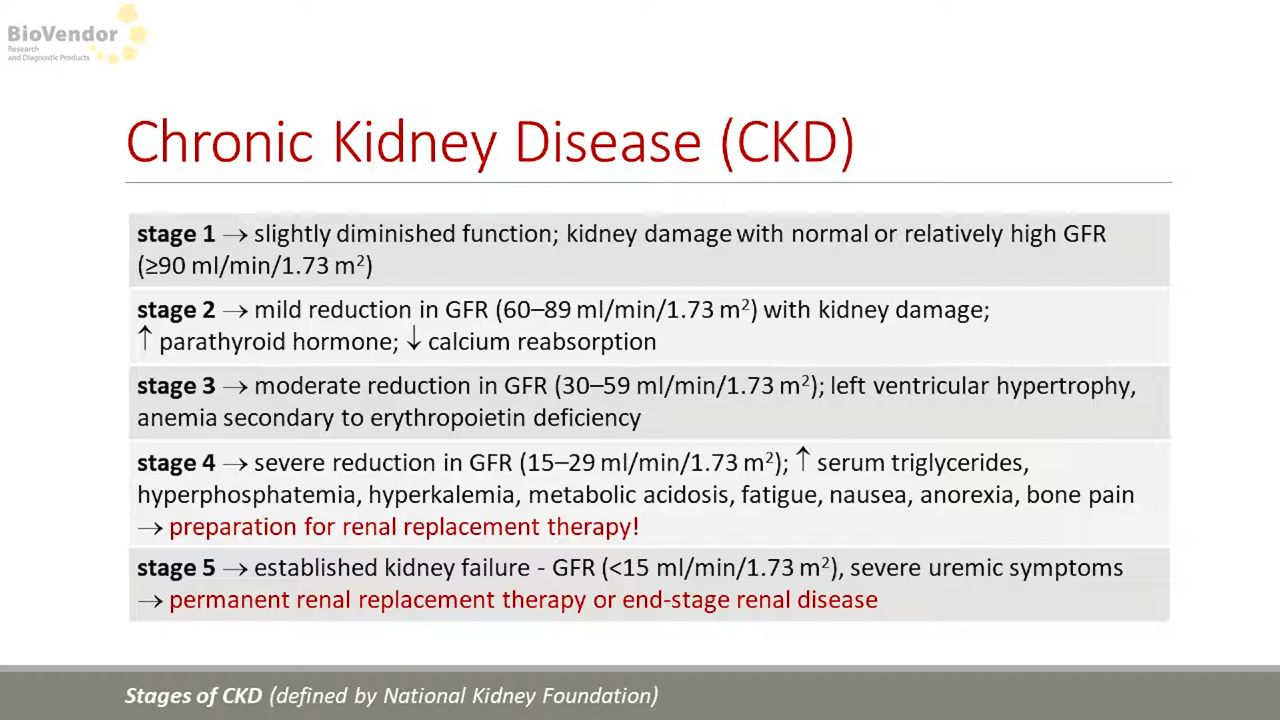 BioVendor
Research
and Diagnostic Products
Chronic Kidney Disease (CKD)
stage 1 → slightly diminished function; kidney damage with normal or relatively high GFR
(≥90 ml/min/1.73 m²)
stage 2 → mild reduction in GFR (60–89 ml/min/1.73 m²) with kidney damage;
↑ parathyroid hormone; ↓ calcium reabsorption
stage 3 → moderate reduction in GFR (30–59 ml/min/1.73 m²); left ventricular hypertrophy,
anemia secondary to erythropoietin deficiency
stage 4 → severe reduction in GFR (15–29 ml/min/1.73 m²); ↑ serum triglycerides,
hyperphosphatemia, hyperkalemia, metabolic acidosis, fatigue, nausea, anorexia, bone pain
→ preparation for renal replacement therapy!
stage 5 → established kidney failure - GFR (<15 ml/min/1.73 m²), severe uremic symptoms
→ permanent renal replacement therapy or end-stage renal disease
Stages of CKD (defined by National Kidney Foundation)